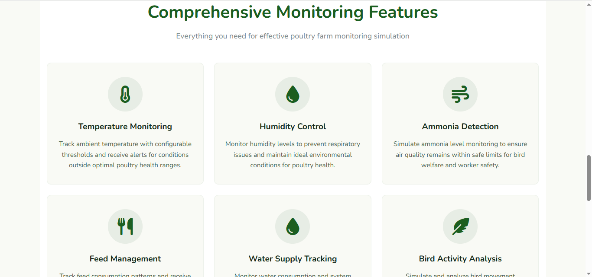 Comprehensive Monitoring Features
Everything you need for effective poultry farm monitoring simulation
Temperature Monitoring
Track ambient temperature with configurable
thresholds and receive alerts for conditions
outside optimal poultry health ranges.
Humidity Control
Monitor humidity levels to prevent respiratory
issues and maintain ideal environmental
conditions for poultry health.
Ammonia Detection
Simulate ammonia level monitoring to ensure
air quality remains within safe limits for bird
welfare and worker safety.
Feed Management
Track feed consumption patterns and receive
Water Supply Tracking
Monitor water consumption and system
Bird Activity Analysis
Simulate and analyze bird movement